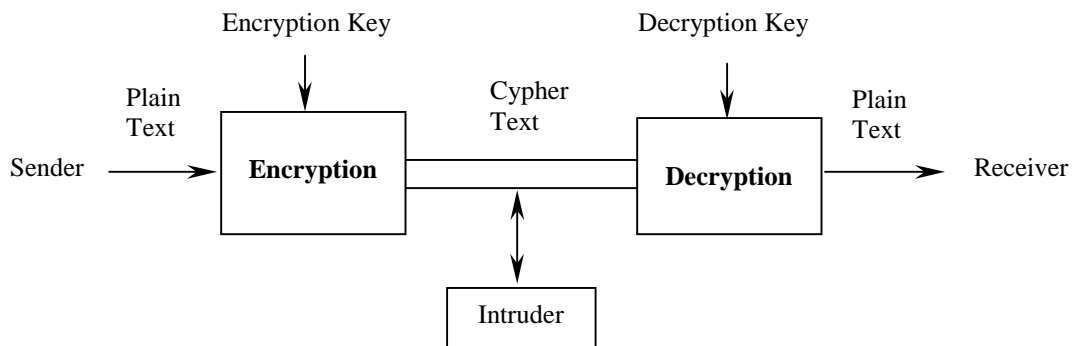 Encryption Key
Decryption Key
Plain
Text
Cypher
Text
Plain
Text
Sender
Encryption
Decryption
Receiver
Intruder